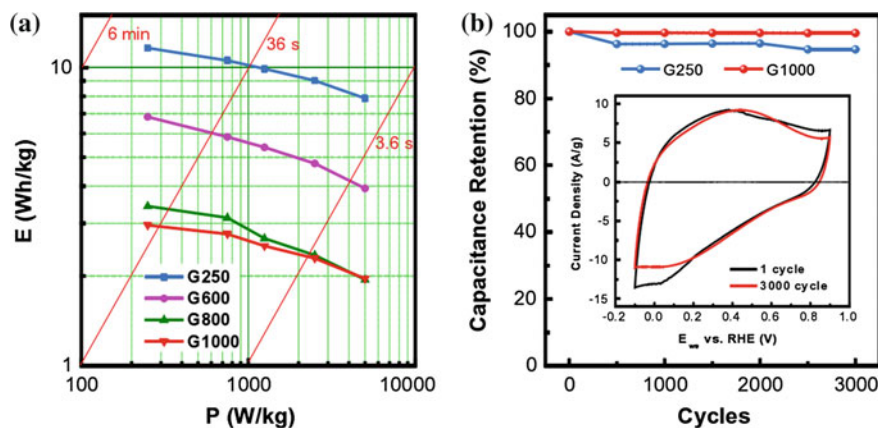 (a)
6 min
36 s
3.6 s
10
1
E (Wh/kg)
G250
G600
G800
G1000
100
1000
10000
P (W/kg)
(b)
100
80
60
40
20
0
Capacitance Retention (%)
G250
G1000
10
5
0
-5
-10
-15
Current Density (A/g)
1 cycle
3000 cycle
-0.2
0.0
0.2
0.4
0.6
0.8
1.0
E_we vs. RHE (V)
0
1000
2000
3000
Cycles